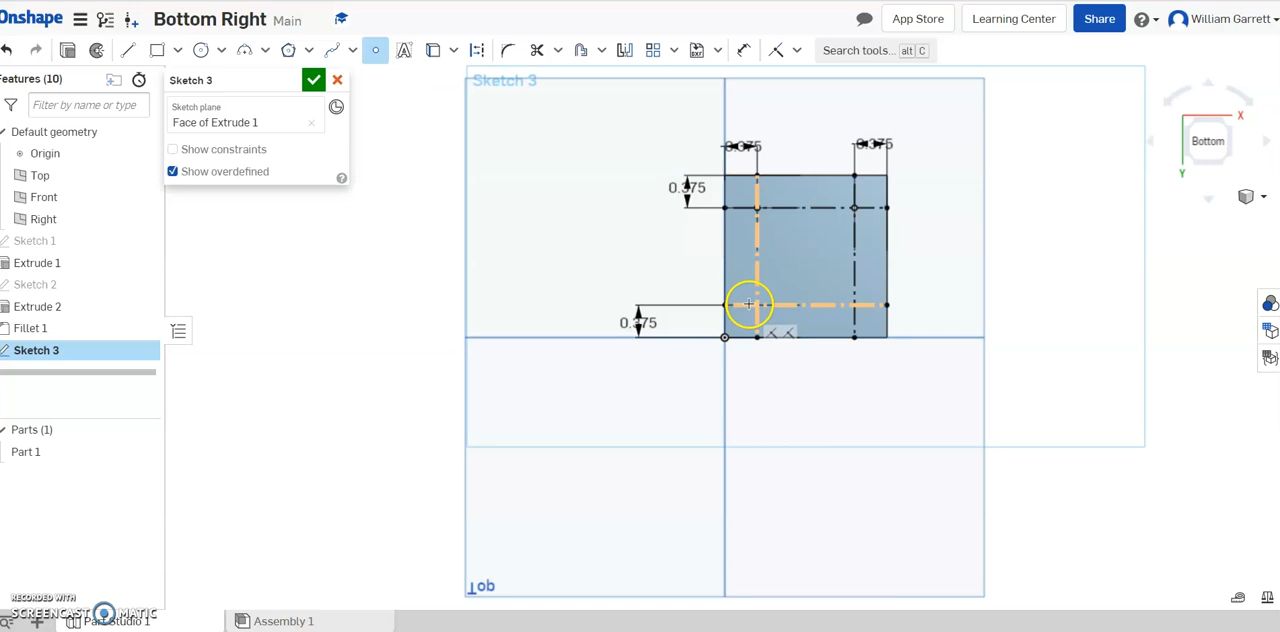 Onshape Bottom Right Main App Store Learning Center Share William Garrett
Search tools... alt C
Features (10)
Filter by name or type
Default geometry
Origin
Top
Front
Right
Sketch 1
Extrude 1
Sketch 2
Extrude 2
Fillet 1
Sketch 3
Parts (1)
Part 1
Sketch 3
Sketch plane
Face of Extrude 1
Show constraints
Show overdefined
Sketch 3
0.375
0.375
0.375
0.375
Top
Bottom
X
Y
RECORDED WITH
SCREENCAST MATIC
Part Studio 1
Assembly 1